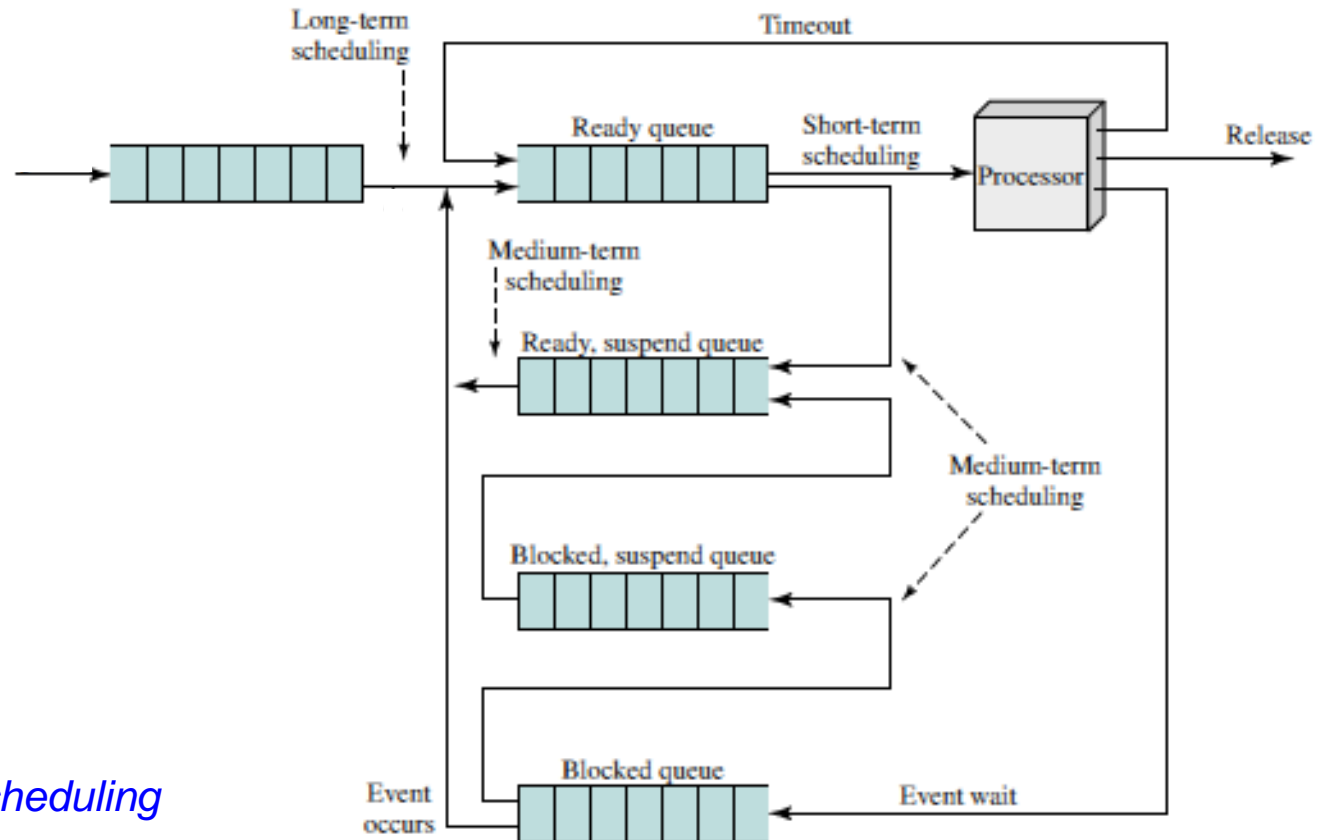 Long-term
scheduling
Timeout
Ready queue
Short-term
scheduling
Release
Processor
Medium-term
scheduling
Ready, suspend queue
Medium-term
scheduling
Blocked, suspend queue
Blocked queue
Event
occurs
Event wait
cheduling